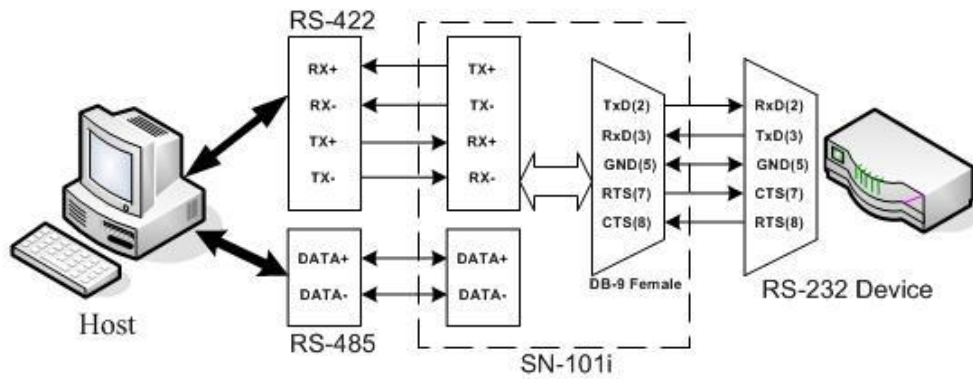 RS-422
RX+
RX-
TX+
TX-
TX+
TX-
RX+
RX-
TxD(2)
RxD(3)
GND(5)
RTS(7)
CTS(8)
DB-9 Female
RxD(2)
TxD(3)
GND(5)
CTS(7)
RTS(8)
RS-232 Device
Host
DATA+
DATA-
RS-485
DATA+
DATA-
SN-101i